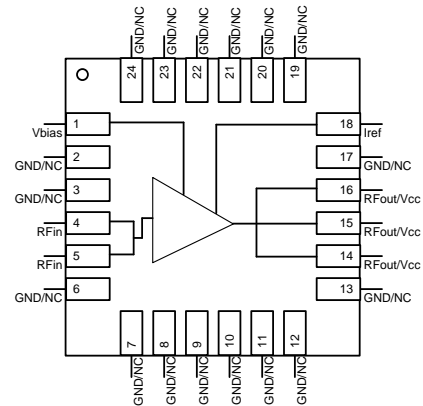 GND/NC GND/NC GND/NC GND/NC GND/NC GND/NC
24 23 22 21 20 19
Vbias 1 18 Iref
GND/NC 2 17 GND/NC
GND/NC 3 16 RFout/Vcc
RFin 4 15 RFout/Vcc
RFin 5 14 RFout/Vcc
GND/NC 6 13 GND/NC
7 8 9 10 11 12
GND/NC GND/NC GND/NC GND/NC GND/NC GND/NC